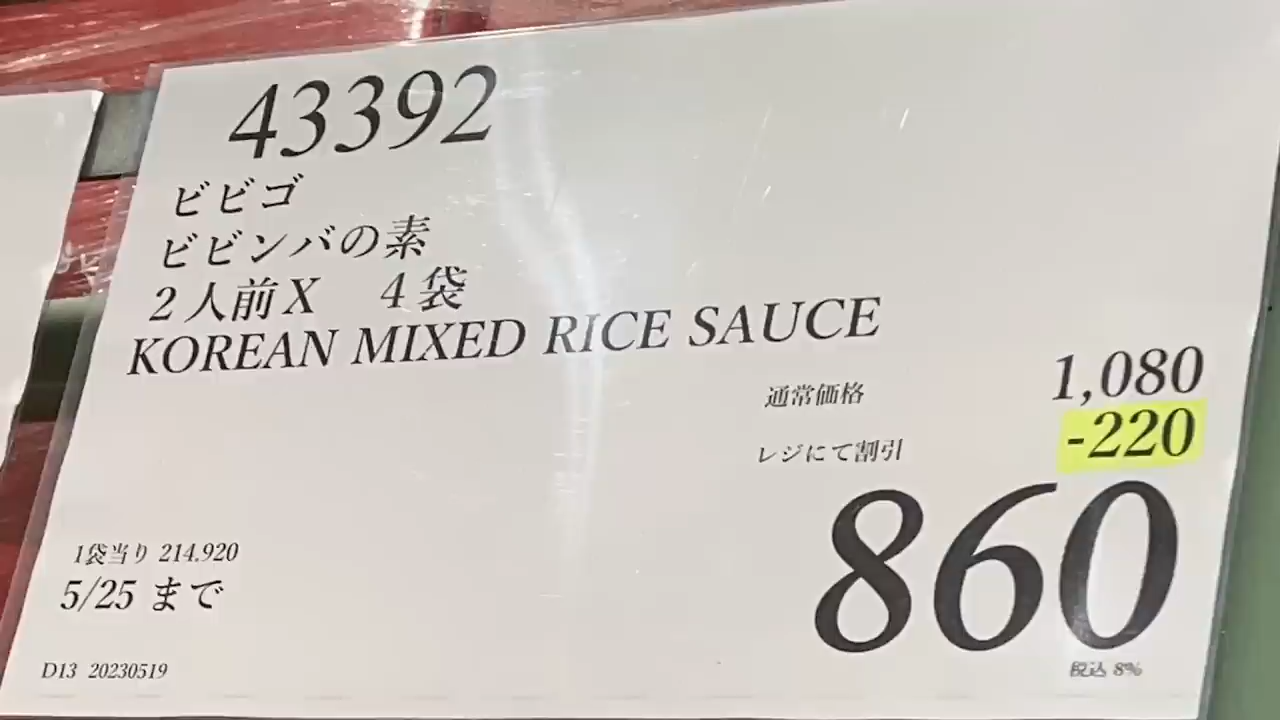 43392
ビビゴ
ビビンバの素
2人前X 4袋
KOREAN MIXED RICE SAUCE
通常価格 1,080
レジにて割引 -220
860
税込 8%
1袋当り 214.920
5/25 まで
D13 20230519